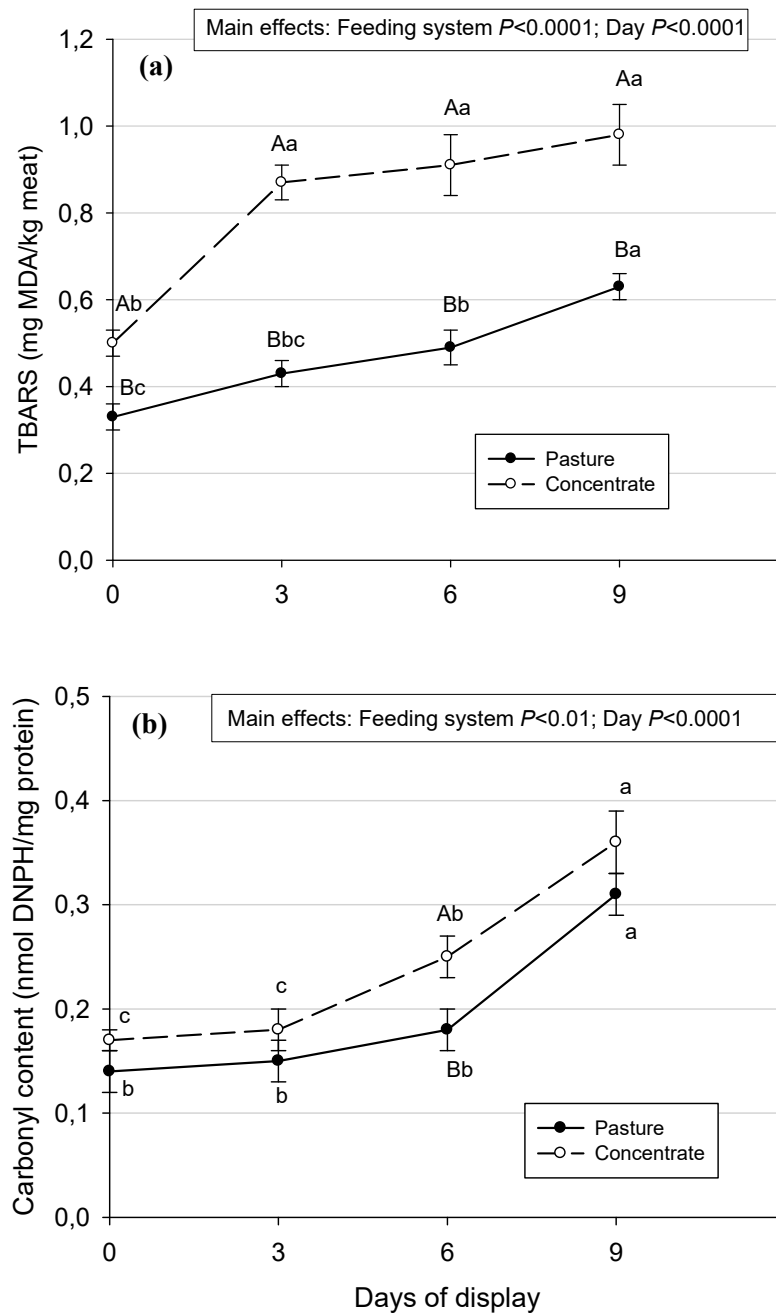 Main effects: Feeding system P<0.0001; Day P<0.0001
(a)
TBARS (mg MDA/kg meat)
1,2
1,0
0,8
0,6
0,4
0,2
0,0
Aa
Aa
Aa
Ab
Ba
Bb
Bbc
Bc
Pasture
Concentrate
0 3 6 9
Main effects: Feeding system P<0.01; Day P<0.0001
(b)
Carbonyl content (nmol DNPH/mg protein)
0,5
0,4
0,3
0,2
0,1
0,0
a
Ab
a
c
c
Bb
b
b
Pasture
Concentrate
0 3 6 9
Days of display